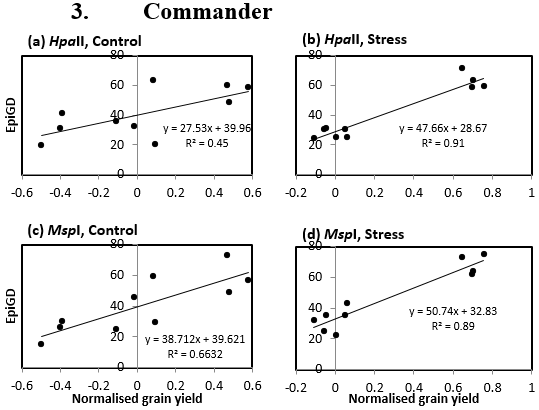 3. Commander
(a) HpaII, Control
(b) HpaII, Stress
EpiGD
80
60
40
20
0
y = 27.53x + 39.96
R² = 0.45
-0.6 -0.4 -0.2 0 0.2 0.4 0.6
80
60
40
20
0
y = 47.66x + 28.67
R² = 0.91
-0.2 0 0.2 0.4 0.6 0.8 1
(c) MspI, Control
(d) MspI, Stress
EpiGD
80
60
40
20
0
y = 38.712x + 39.621
R² = 0.6632
-0.6 -0.4 -0.2 0 0.2 0.4 0.6
Normalised grain yield
80
60
40
20
0
y = 50.74x + 32.83
R² = 0.89
-0.2 0 0.2 0.4 0.6 0.8 1
Normalised grain yield